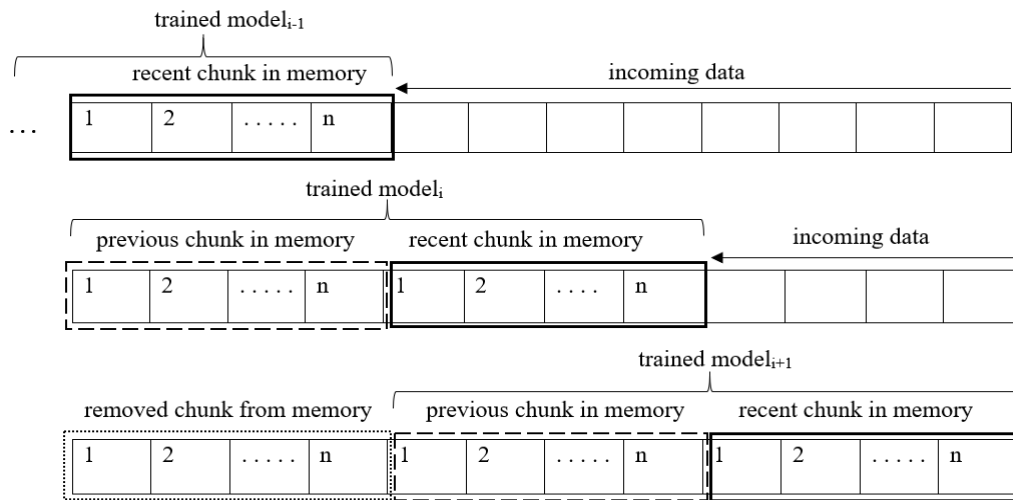 trained modelᵢ₋₁
recent chunk in memory
incoming data
... 1 2 ..... n
trained modelᵢ
previous chunk in memory recent chunk in memory incoming data
1 2 ..... n 1 2 .... n
trained modelᵢ₊₁
removed chunk from memory previous chunk in memory recent chunk in memory
1 2 ..... n 1 2 ..... n 1 2 ..... n